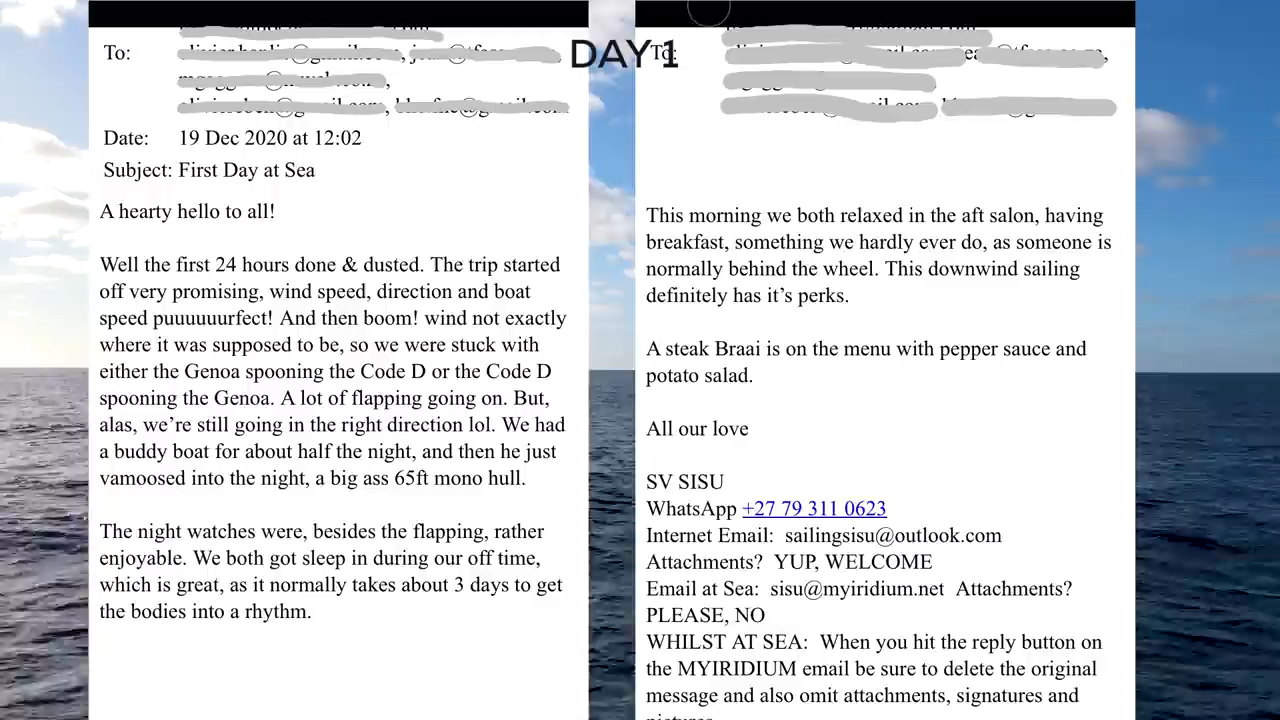 DAY 1
To:
Date: 19 Dec 2020 at 12:02
Subject: First Day at Sea
A hearty hello to all!
Well the first 24 hours done & dusted. The trip started
off very promising, wind speed, direction and boat
speed puuuuuurfect! And then boom! wind not exactly
where it was supposed to be, so we were stuck with
either the Genoa spooning the Code D or the Code D
spooning the Genoa. A lot of flapping going on. But,
alas, we’re still going in the right direction lol. We had
a buddy boat for about half the night, and then he just
vamoosed into the night, a big ass 65ft mono hull.
The night watches were, besides the flapping, rather
enjoyable. We both got sleep in during our off time,
which is great, as it normally takes about 3 days to get
the bodies into a rhythm.
To:
This morning we both relaxed in the aft salon, having
breakfast, something we hardly ever do, as someone is
normally behind the wheel. This downwind sailing
definitely has it’s perks.
A steak Braai is on the menu with pepper sauce and
potato salad.
All our love
SV SISU
WhatsApp +27 79 311 0623
Internet Email: sailingsisu@outlook.com
Attachments? YUP, WELCOME
Email at Sea: sisu@myiridium.net Attachments?
PLEASE, NO
WHILST AT SEA: When you hit the reply button on
the MYIRIDIUM email be sure to delete the original
message and also omit attachments, signatures and